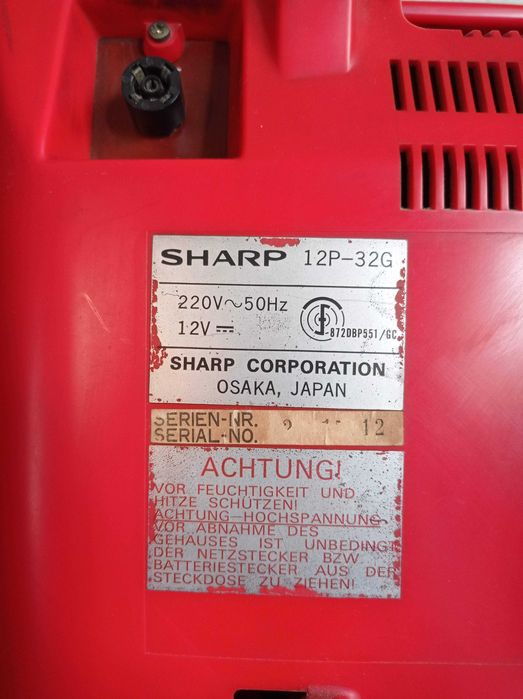 SHARP 12P-32G
220V～50Hz
12V⎓
872DBP551/GC
SHARP CORPORATION
OSAKA, JAPAN
SERIEN-NR.
SERIAL-NO.
12
ACHTUNG!
VOR FEUCHTIGKEIT UND
HITZE SCHÜTZEN!
ACHTUNG-HOCHSPANNUNG
VOR ABNAHME DES
GEHAUSES IST UNBEDINGT
DER NETZSTECKER BZW
BATTERIESTECKER AUS DER
STECKDOSE ZU ZIEHEN!